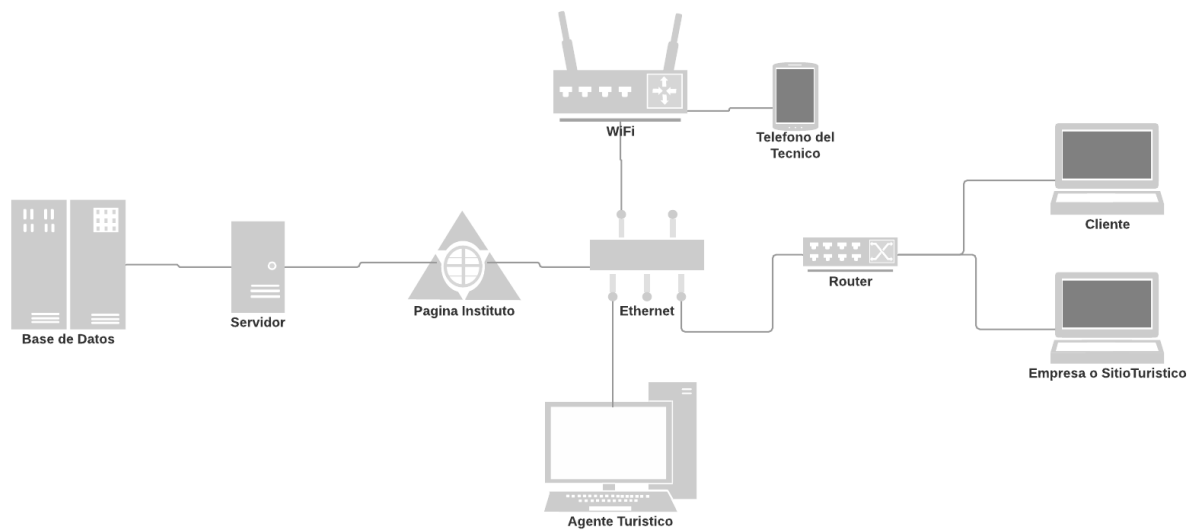 WiFi
Telefono del
Tecnico
Cliente
Base de Datos
Servidor
Pagina Instituto
Ethernet
Router
Empresa o SitioTuristico
Agente Turistico